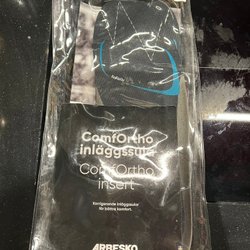 ComfOrtho
inläggssula
ComfOrtho
insert
Korrigerande inläggssulor
för bättre komfort.
ARBESKO